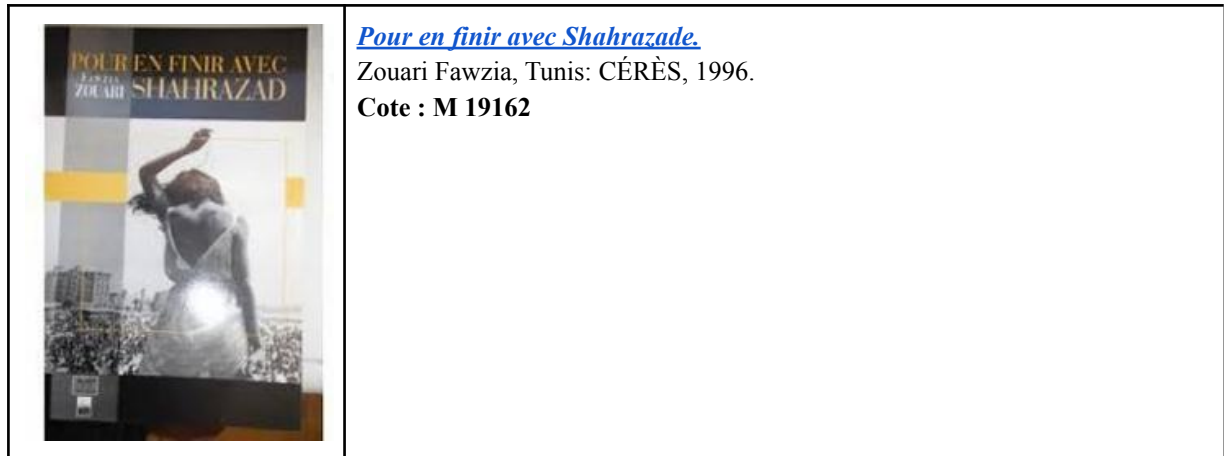 POUR EN FINIR AVEC
FAWZIA
ZOUARI SHAHRAZAD
Pour en finir avec Shahrazade.
Zouari Fawzia, Tunis: CÉRÈS, 1996.
Cote : M 19162